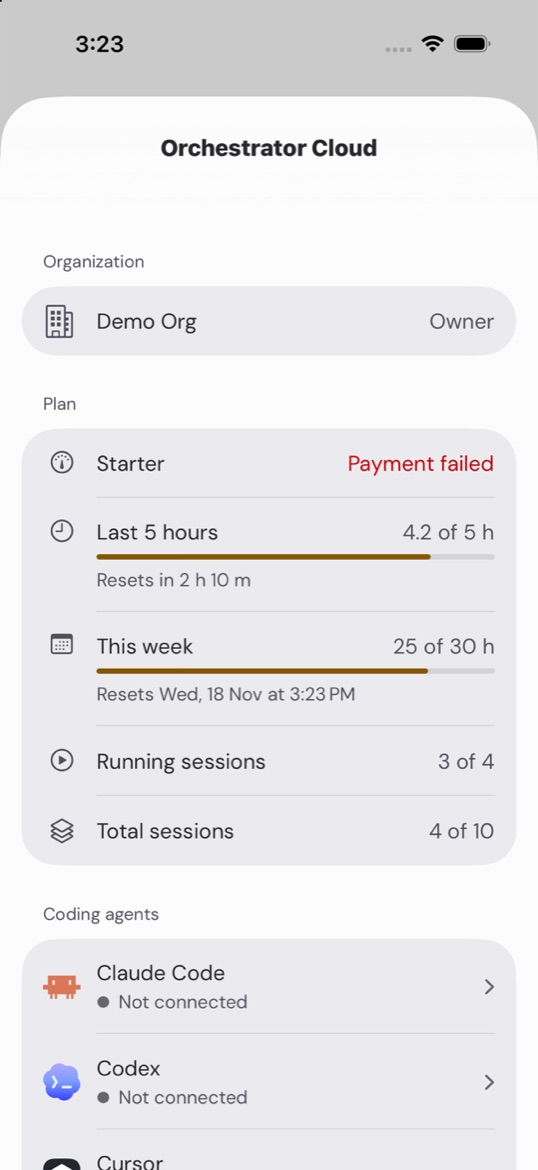 3:23
Orchestrator Cloud
Organization
Demo Org Owner
Plan
Starter Payment failed
Last 5 hours 4.2 of 5 h
Resets in 2 h 10 m
This week 25 of 30 h
Resets Wed, 18 Nov at 3:23 PM
Running sessions 3 of 4
Total sessions 4 of 10
Coding agents
Claude Code
Not connected
Codex
Not connected
Cursor